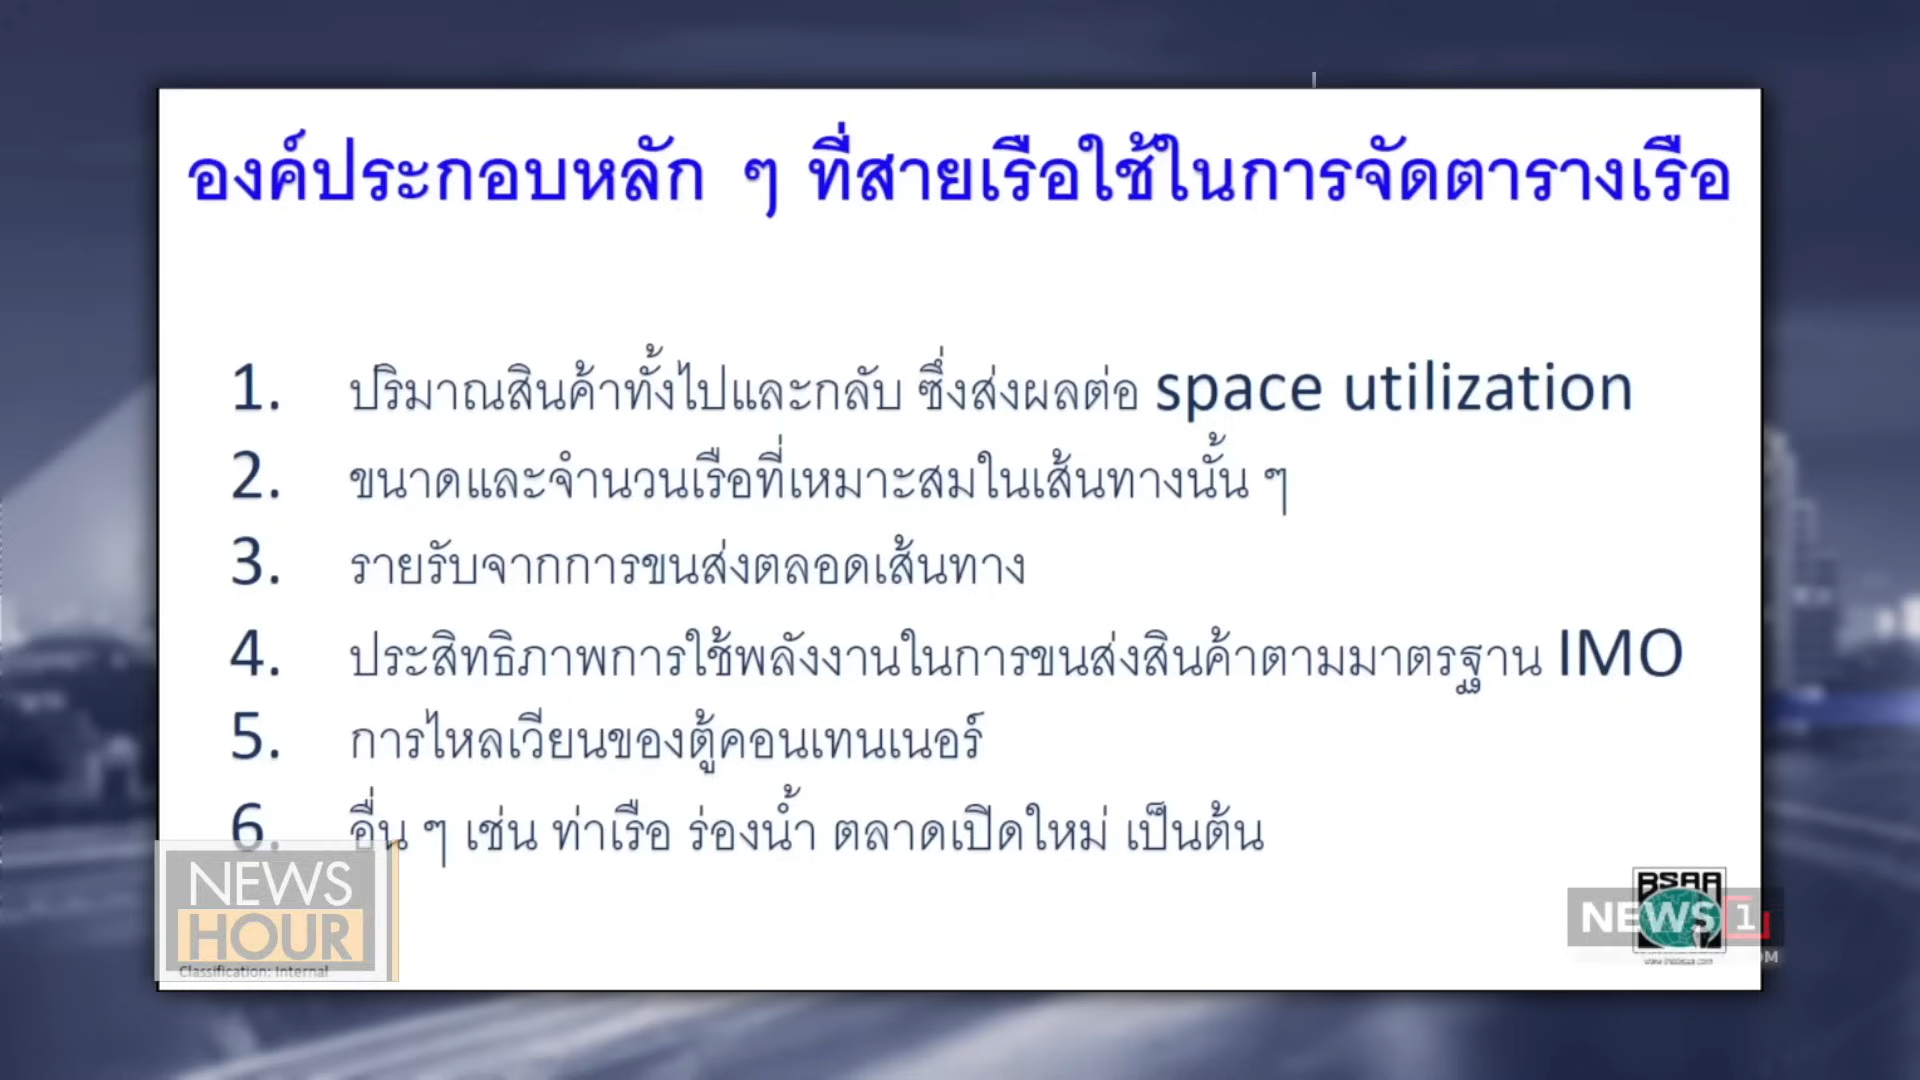 องค์ประกอบหลัก ๆ ที่สายเรือใช้ในการจัดตารางเรือ
1. ปริมาณสินค้าทั้งไปและกลับ ซึ่งส่งผลต่อ space utilization
2. ขนาดและจำนวนเรือที่เหมาะสมในเส้นทางนั้น ๆ
3. รายรับจากการขนส่งตลอดเส้นทาง
4. ประสิทธิภาพการใช้พลังงานในการขนส่งสินค้าตามมาตรฐาน IMO
5. การไหลเวียนของตู้คอนเทนเนอร์
6. อื่น ๆ เช่น ท่าเรือ ร่องน้ำ ตลาดเปิดใหม่ เป็นต้น
NEWS
HOUR
Classification: Internal
BSAA
NEWS 1